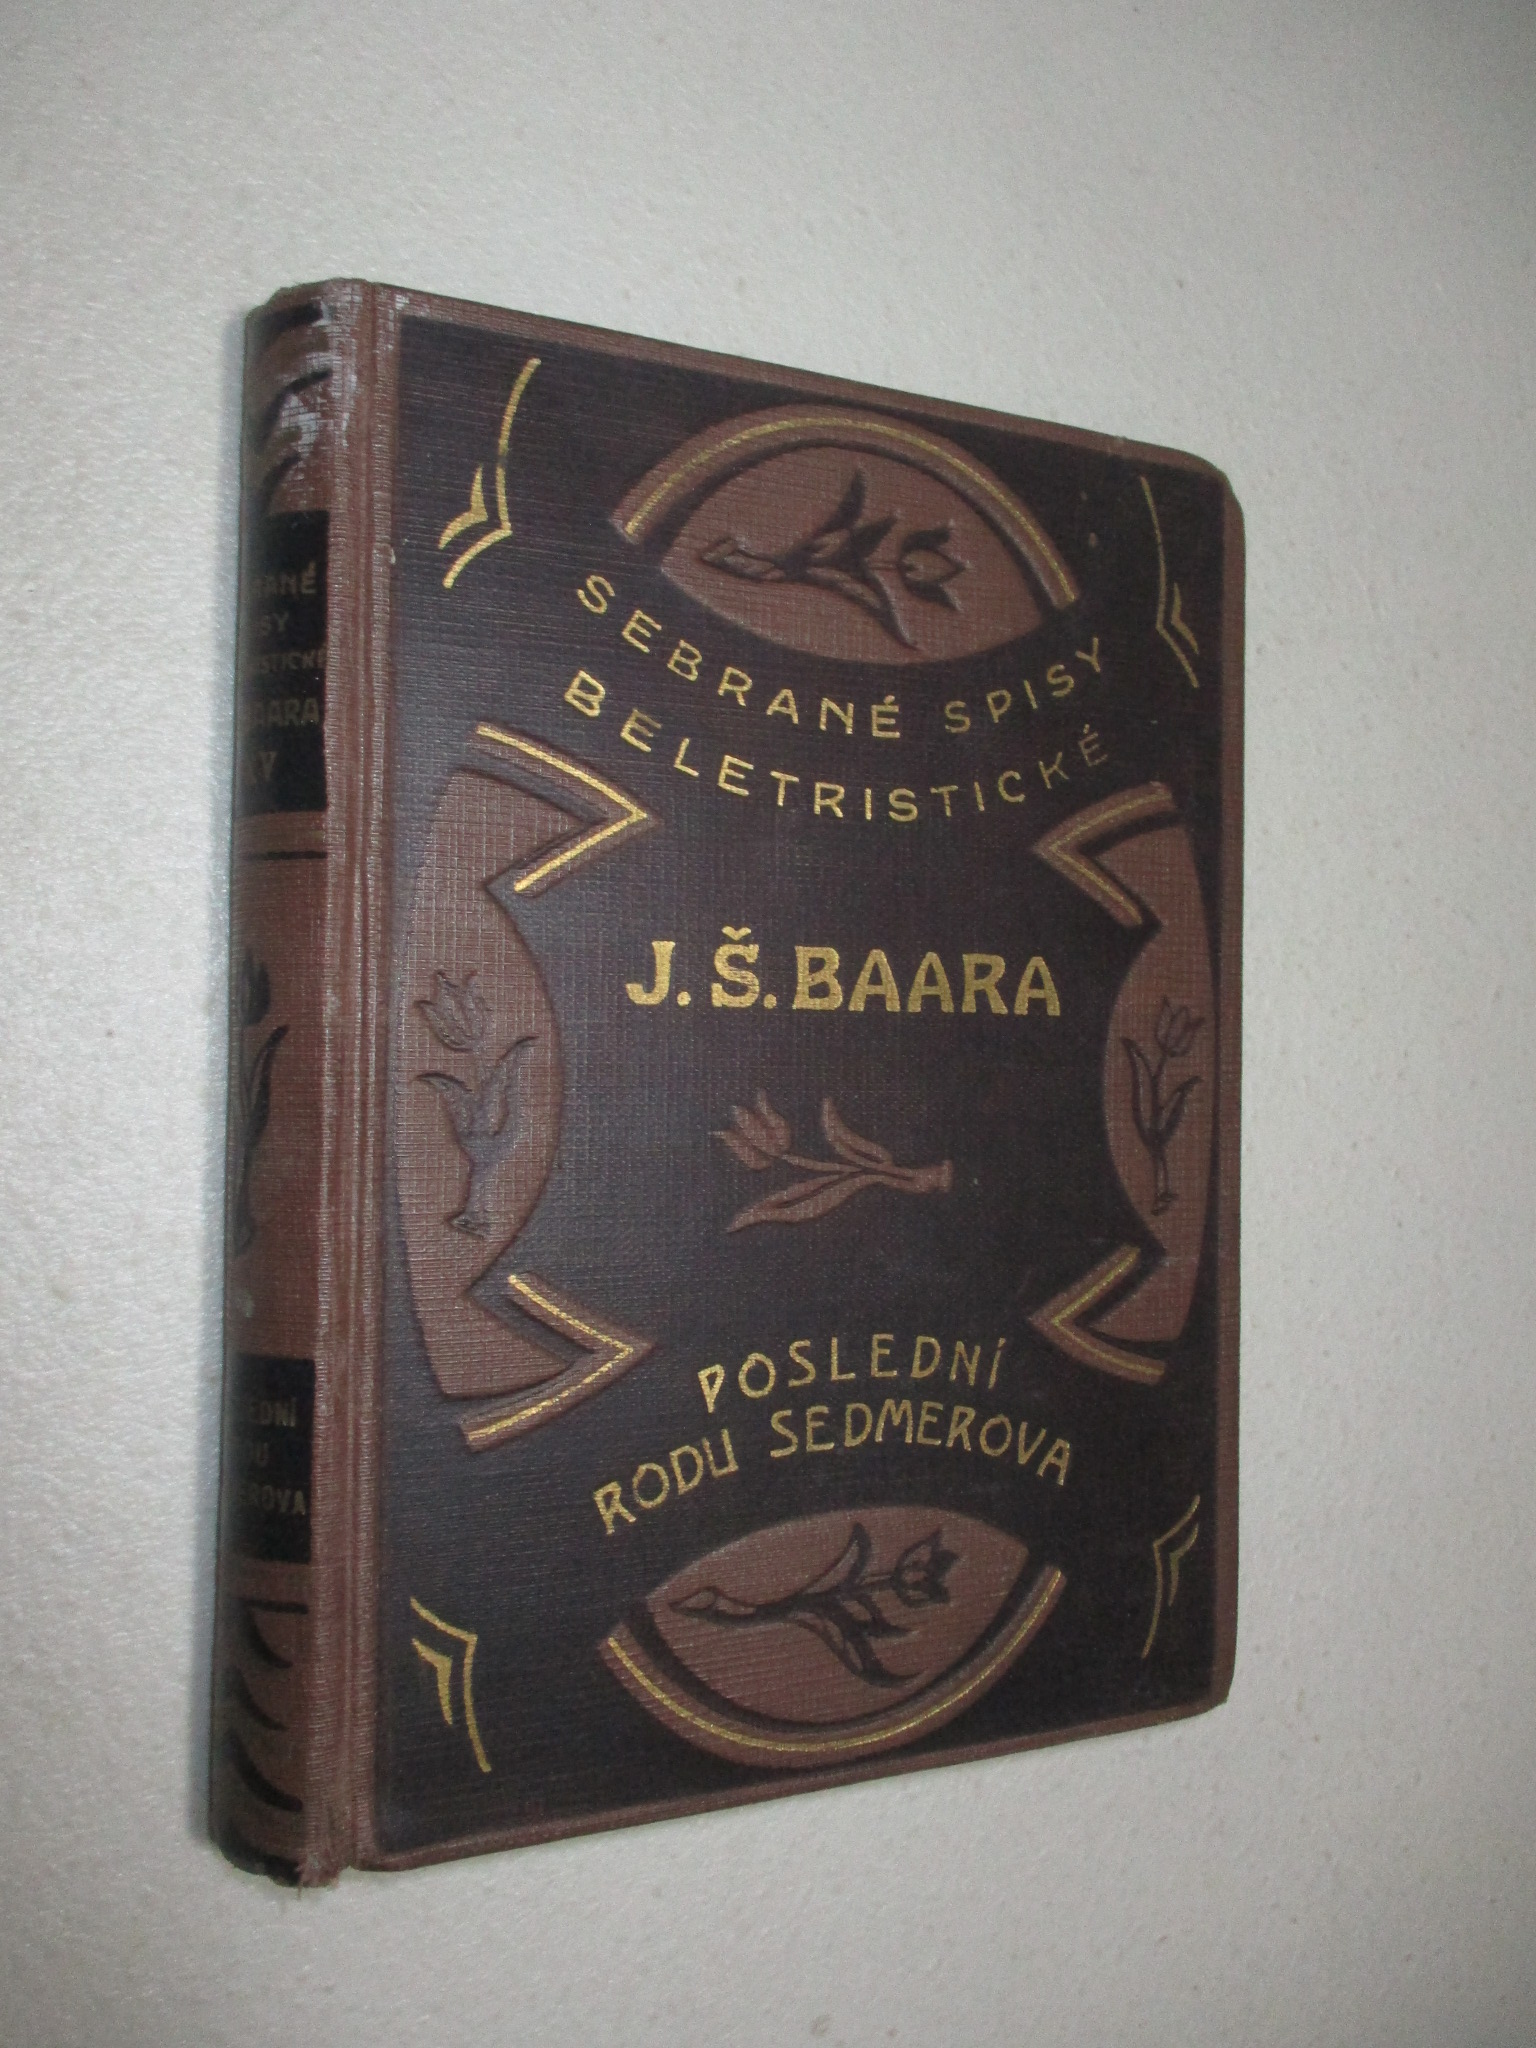 SEBRANÉ SPISY
BELETRISTICKÉ
J. Š. BAARA
POSLEDNÍ
RODU SEDMEROVA